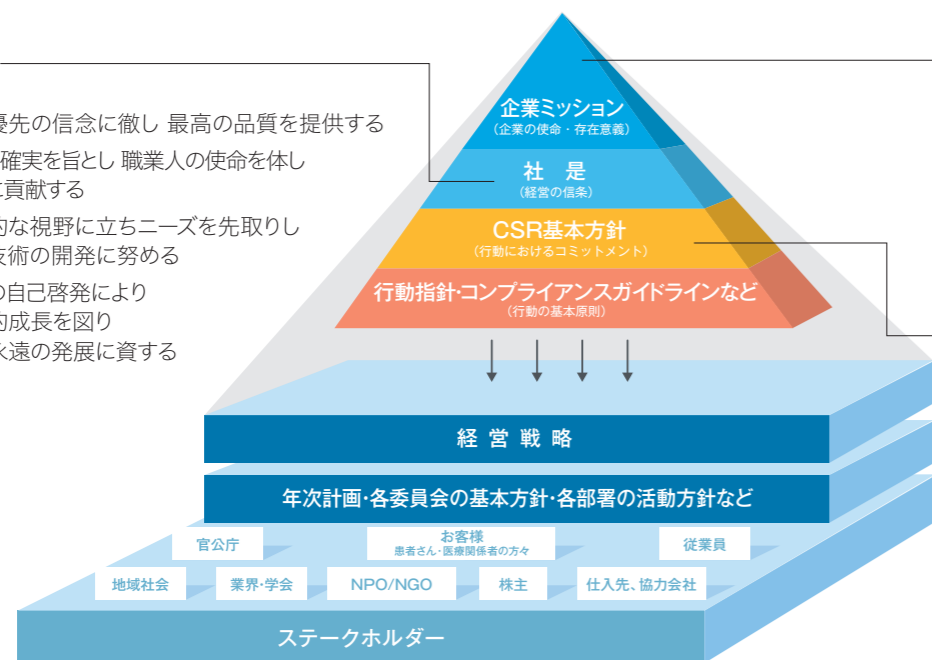 優先の信念に徹し 最高の品質を提供する
確実を旨とし 職業人の使命を体し
に貢献する
的な視野に立ちニーズを先取りし
技術の開発に努める
の自己啓発により
的成長を図り
永遠の発展に資する
企業ミッション
(企業の使命・存在意義)
社 是
(経営の信条)
CSR基本方針
(行動におけるコミットメント)
行動指針・コンプライアンスガイドラインなど
(行動の基本原則)
経営戦略
年次計画・各委員会の基本方針・各部署の活動方針など
官公庁
お客様
患者さん・医療関係者の方々
従業員
地域社会
業界・学会
NPO/NGO
株主
仕入先、協力会社
ステークホルダー